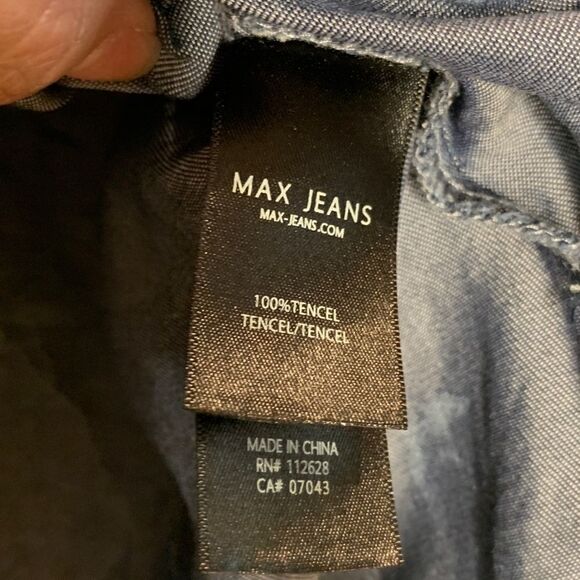 MAX JEANS
MAX-JEANS.COM
100%TENCEL
TENCEL/TENCEL
MADE IN CHINA
RN# 112628
CA# 07043